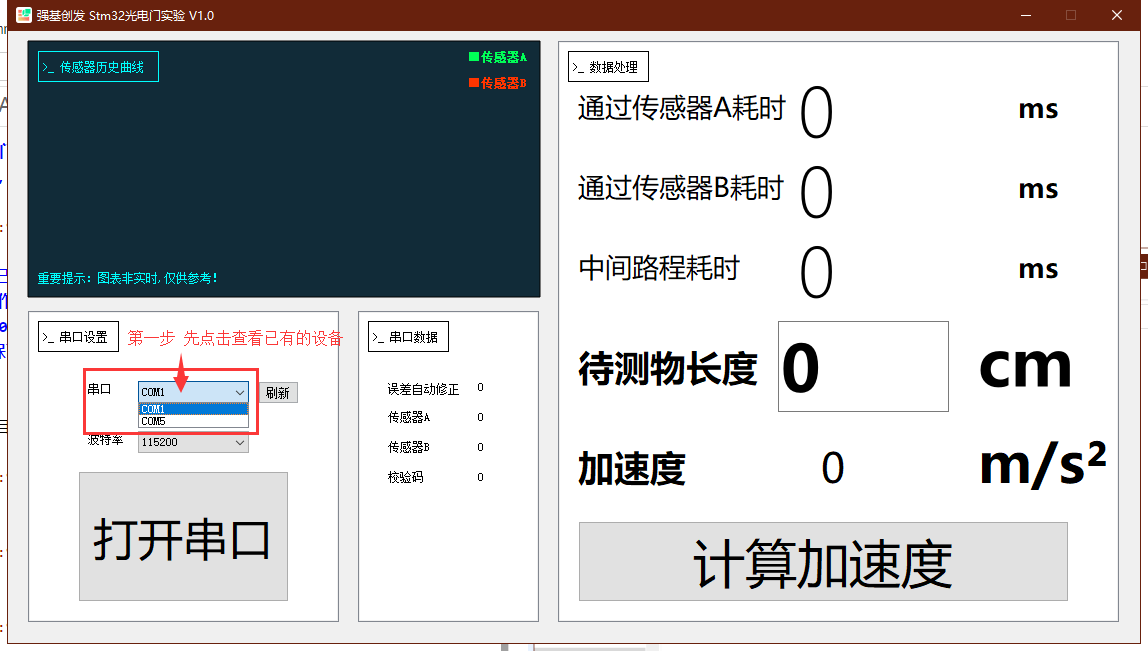 强基创发 Stm32光电门实验 V1.0
>_ 传感器历史曲线
■传感器A
■传感器B
重要提示：图表非实时,仅供参考!
>_ 串口设置
第一步 先点击查看已有的设备
串口
COM1
刷新
COM1
COM5
波特率
115200
打开串口
>_ 串口数据
误差自动修正 0
传感器A 0
传感器B 0
校验码 0
>_ 数据处理
通过传感器A耗时 0 ms
通过传感器B耗时 0 ms
中间路程耗时 0 ms
待测物长度 0 cm
加速度 0 m/s²
计算加速度